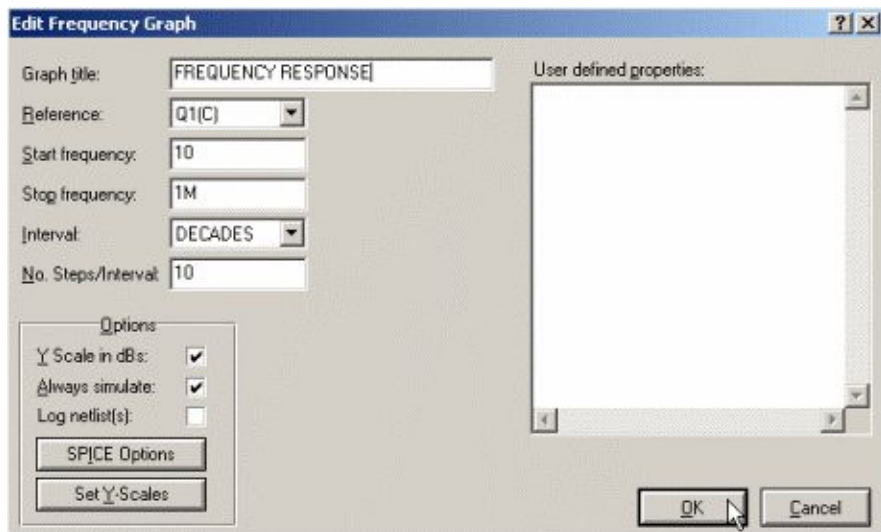 Edit Frequency Graph
Graph title: FREQUENCY RESPONSE
Reference: Q1(C)
Start frequency: 10
Stop frequency: 1M
Interval: DECADES
No. Steps/Interval: 10
Options
Y Scale in dBs:
Always simulate:
Log netlist(s):
SPICE Options
Set Y-Scales
User defined properties:
OK
Cancel